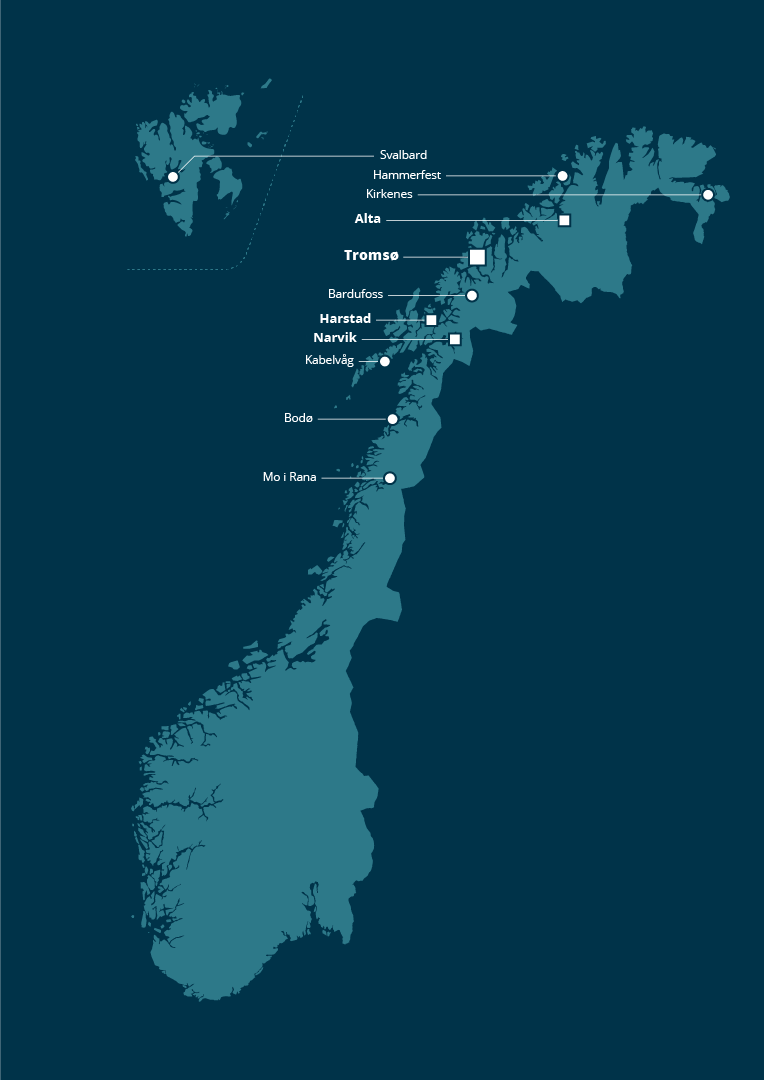 Svalbard
Hammerfest
Kirkenes
Alta
Tromsø
Bardufoss
Harstad
Narvik
Kabelvåg
Bodø
Mo i Rana